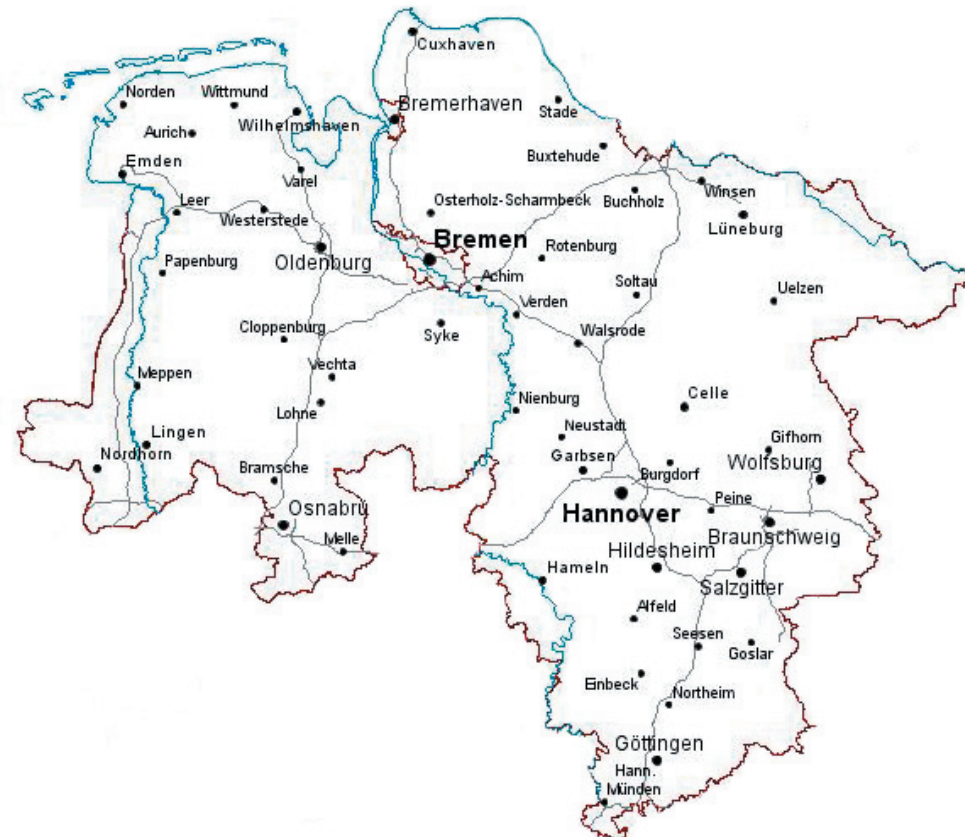 Cuxhaven
Norden
Wittmund
Bremerhaven
Stade
Wilhelmshaven
Aurich
Buxtehude
Emden
Varel
Winsen
Leer
Osterholz-Scharmbeck
Buchholz
Westerstede
Lüneburg
Bremen
Rotenburg
Oldenburg
Papenburg
Achim
Soltau
Uelzen
Verden
Cloppenburg
Syke
Walsrode
Vechta
Meppen
Celle
Lohne
Nienburg
Neustadt
Lingen
Gifhorn
Nordhorn
Garbsen
Wolfsburg
Bramsche
Burgdorf
Peine
Osnabrü
Hannover
Braunschweig
Melle
Hildesheim
Hameln
Salzgitter
Alfeld
Seesen
Goslar
Einbeck
Northeim
Göttingen
Hann.
Münden